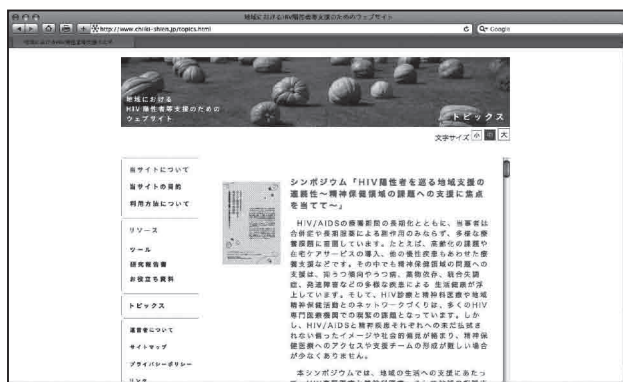 地域におけるHIV陽性者等支援のためのウェブサイト
http://www.chiiki-shien.jp/topics.html
Google
地域における
HIV陽性者等支援のための
ウェブサイト
トピックス
文字サイズ 小 中 大
当サイトについて
当サイトの目的
利用方法について
リソース
ツール
研究報告書
お役立ち資料
トピックス
運営者について
サイトマップ
プライバシーポリシー
リンク
シンポジウム「HIV陽性者を巡る地域支援の
連続性~精神保健領域の課題への支援に焦点
を当てて~」
HIV/AIDSの療養期間の長期化とともに、当事者は
合併症や長期服薬による副作用のみならず、多様な療
養課題に直面しています。たとえば、高齢化の課題や
在宅ケアサービスの導入、他の慢性疾患もあわせた療
養支援などです。その中でも精神保健領域の問題への
支援は、抑うつ傾向やうつ病、薬物依存、統合失調
症、発達障害などの多様な疾患による 生活健康が浮
上しています。そして、HIV診療と精神科医療や地域
精神保健活動とのネットワークづくりは、多くのHIV
専門医療機関での喫緊の課題となっています。しか
し、HIV/AIDSと精神疾患それぞれへの未だ払拭さ
れない偏ったイメージや社会的偏見が絡まり、精神保
健医療へのアクセスや支援チームの形成が難しい場合
が少なくありません。
本シンポジウムでは、地域の生活への支援にあたっ